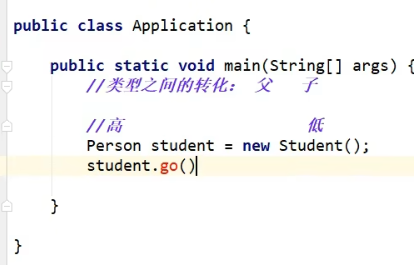 public class Application {
public static void main(String[] args) {
//类型之间的转化： 父 子
//高 低
Person student = new Student();
student.go()
}
}